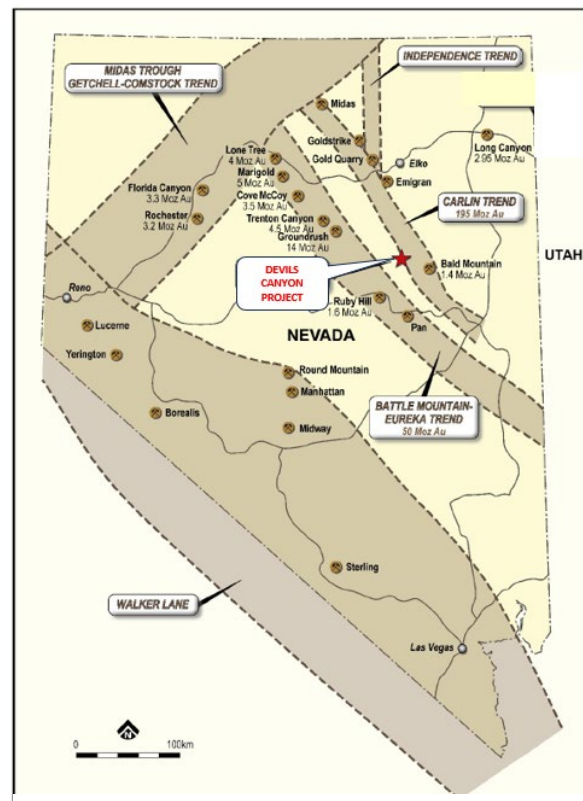 MIDAS TROUGH
GETCHELL-COMSTOCK TREND
INDEPENDENCE TREND
Midas
Goldstrike
Gold Quarry
Elko
Long Canyon
2.95 Moz Au
Emigran
Lone Tree
4 Moz Au
Marigold
5 Moz Au
Cove McCoy
3.5 Moz Au
Florida Canyon
3.3 Moz Au
Rochester
3.2 Moz Au
Trenton Canyon
4.5 Moz Au
Groundrush
14 Moz Au
CARLIN TREND
195 Moz Au
UTAH
DEVILS
CANYON
PROJECT
Bald Mountain
1.4 Moz Au
Reno
Ruby Hill
1.6 Moz Au
Pan
Lucerne
NEVADA
Yerington
Round Mountain
Manhattan
Borealis
Midway
BATTLE MOUNTAIN-
EUREKA TREND
50 Moz Au
Sterling
WALKER LANE
Las Vegas
N
0 100km